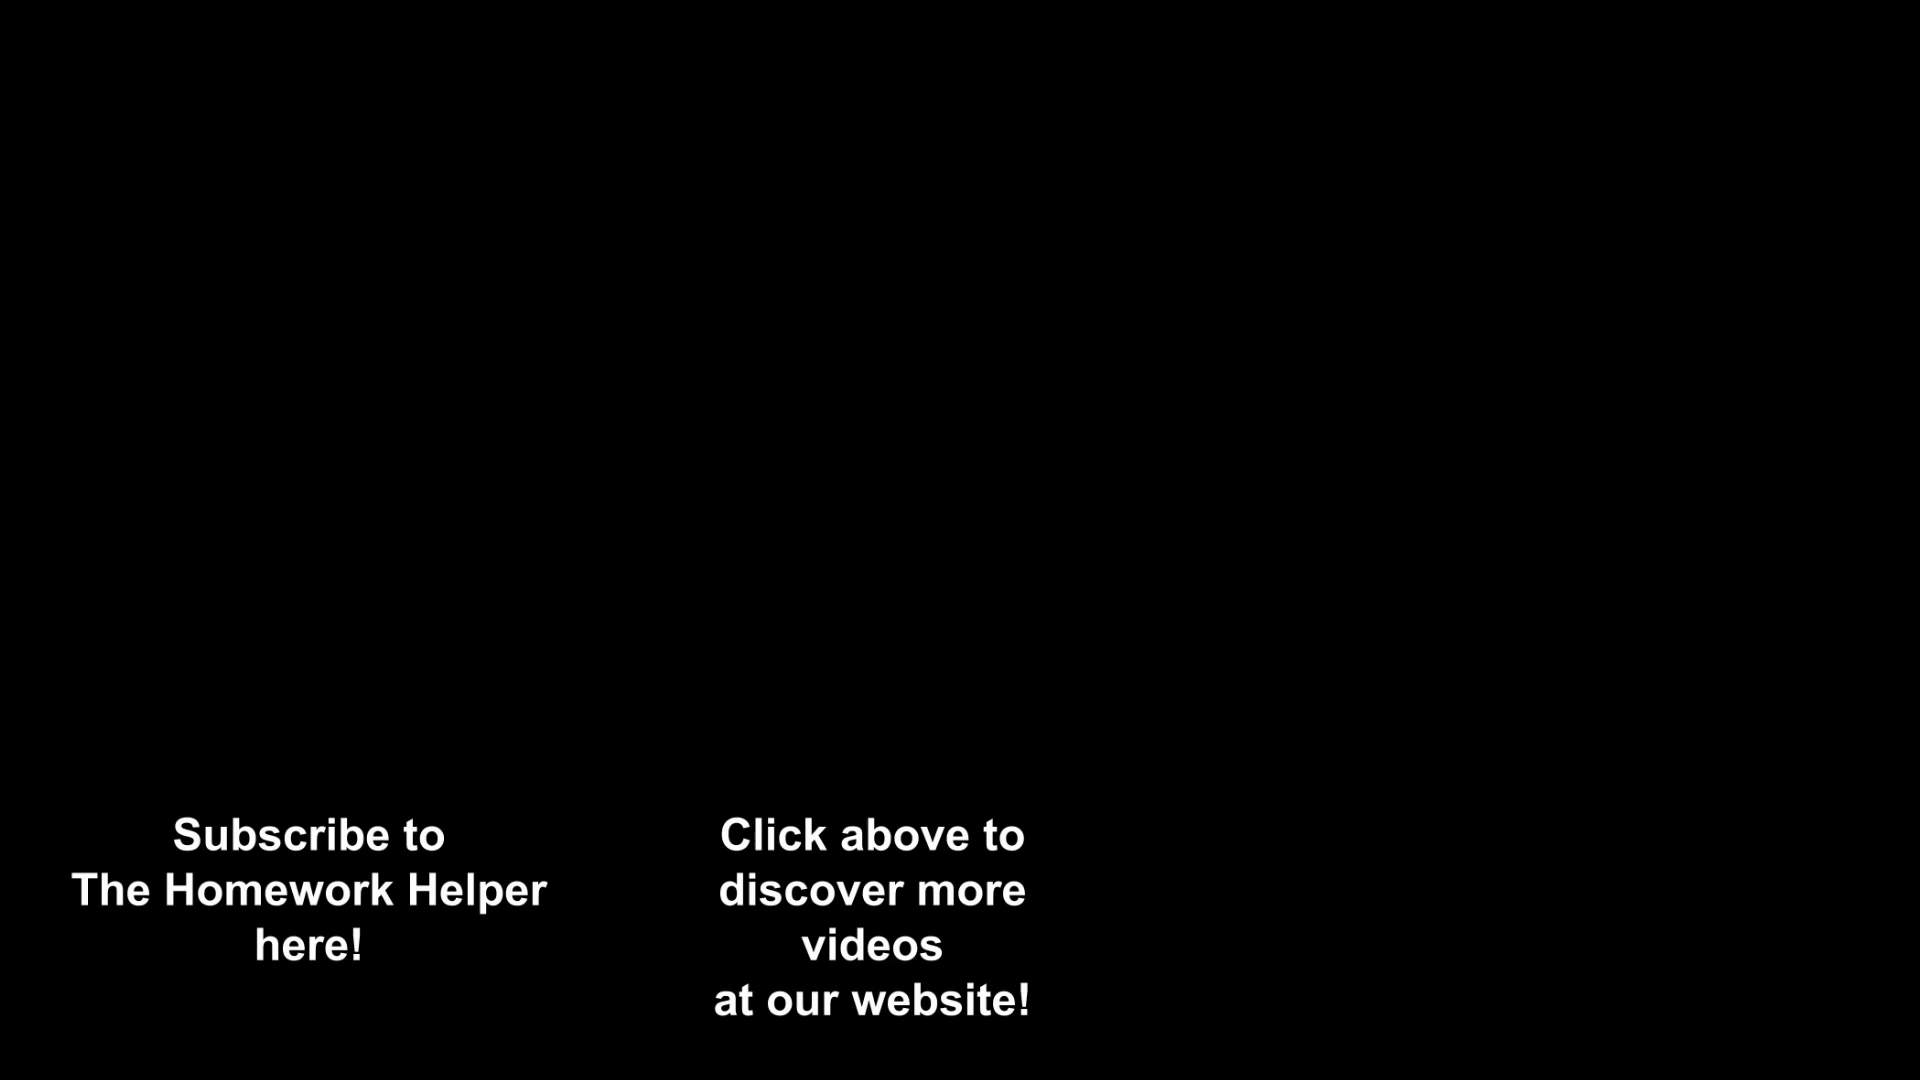 Subscribe to
The Homework Helper
here!
Click above to
discover more
videos
at our website!